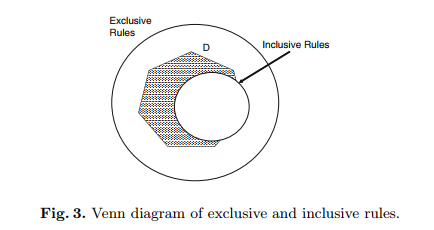 Exclusive
Rules
D
Inclusive Rules
Fig. 3. Venn diagram of exclusive and inclusive rules.